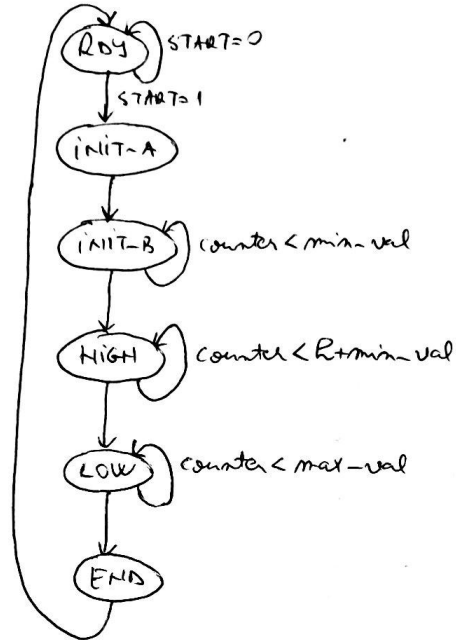 RDY
START=0
START=1
INIT-A
INIT-B
counter < min-val
HIGH
counter < h+min-val
LOW
counter < max-val
END